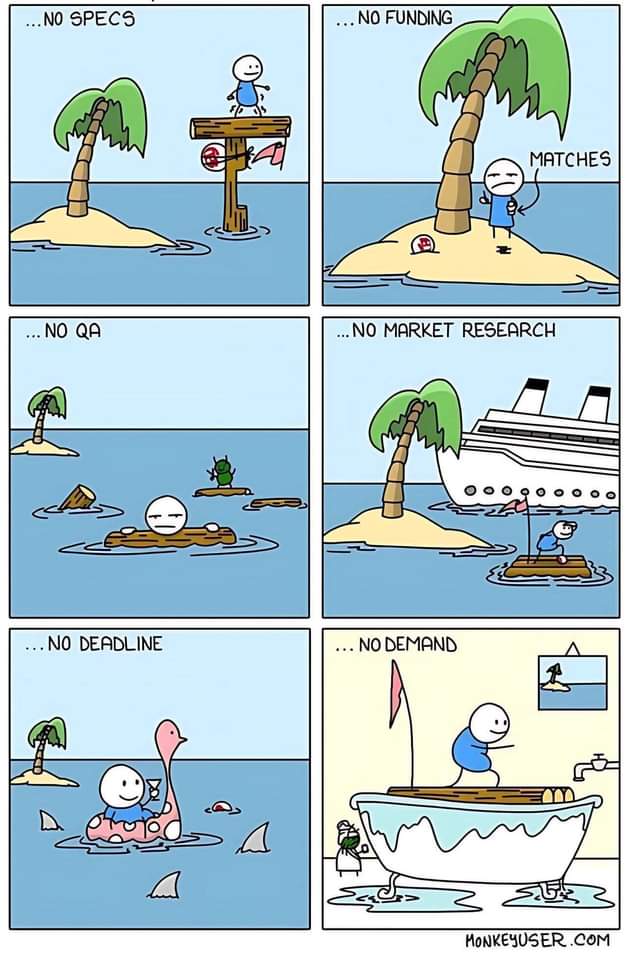 ...NO SPECS
...NO FUNDING
MATCHES
...NO QA
...NO MARKET RESEARCH
...NO DEADLINE
...NO DEMAND
MONKEYUSER.COM